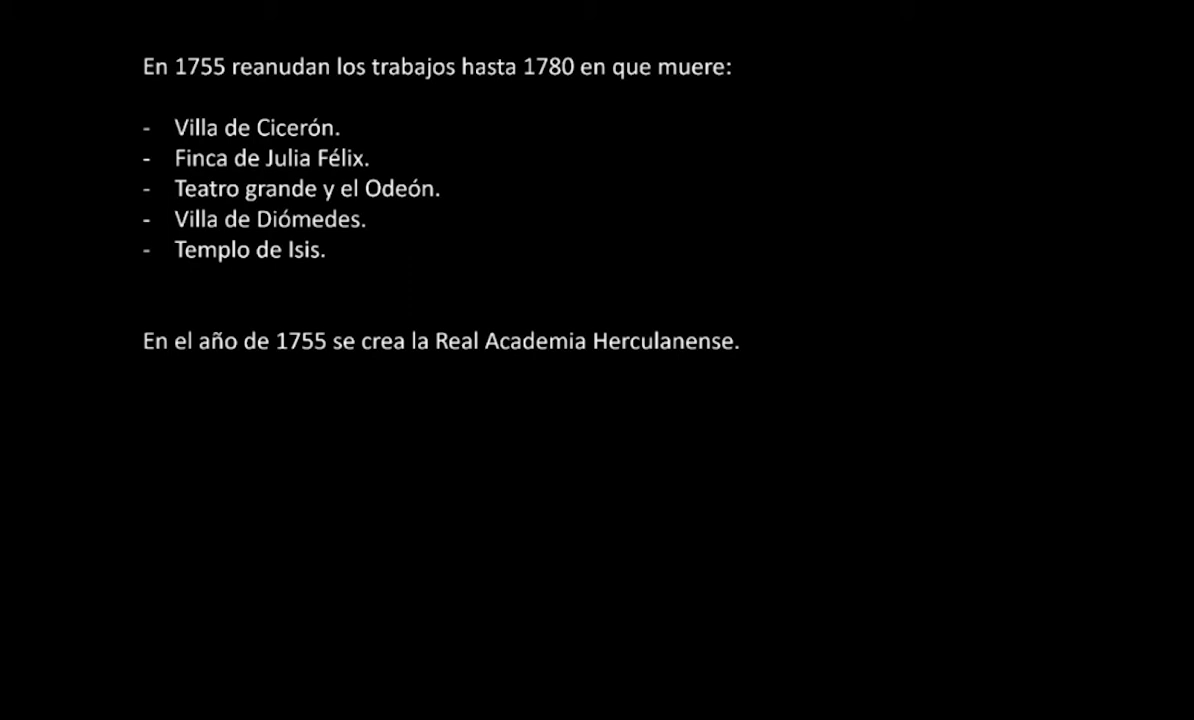 En 1755 reanudan los trabajos hasta 1780 en que muere:
- Villa de Cicerón.
- Finca de Julia Félix.
- Teatro grande y el Odeón.
- Villa de Diómedes.
- Templo de Isis.
En el año de 1755 se crea la Real Academia Herculanense.